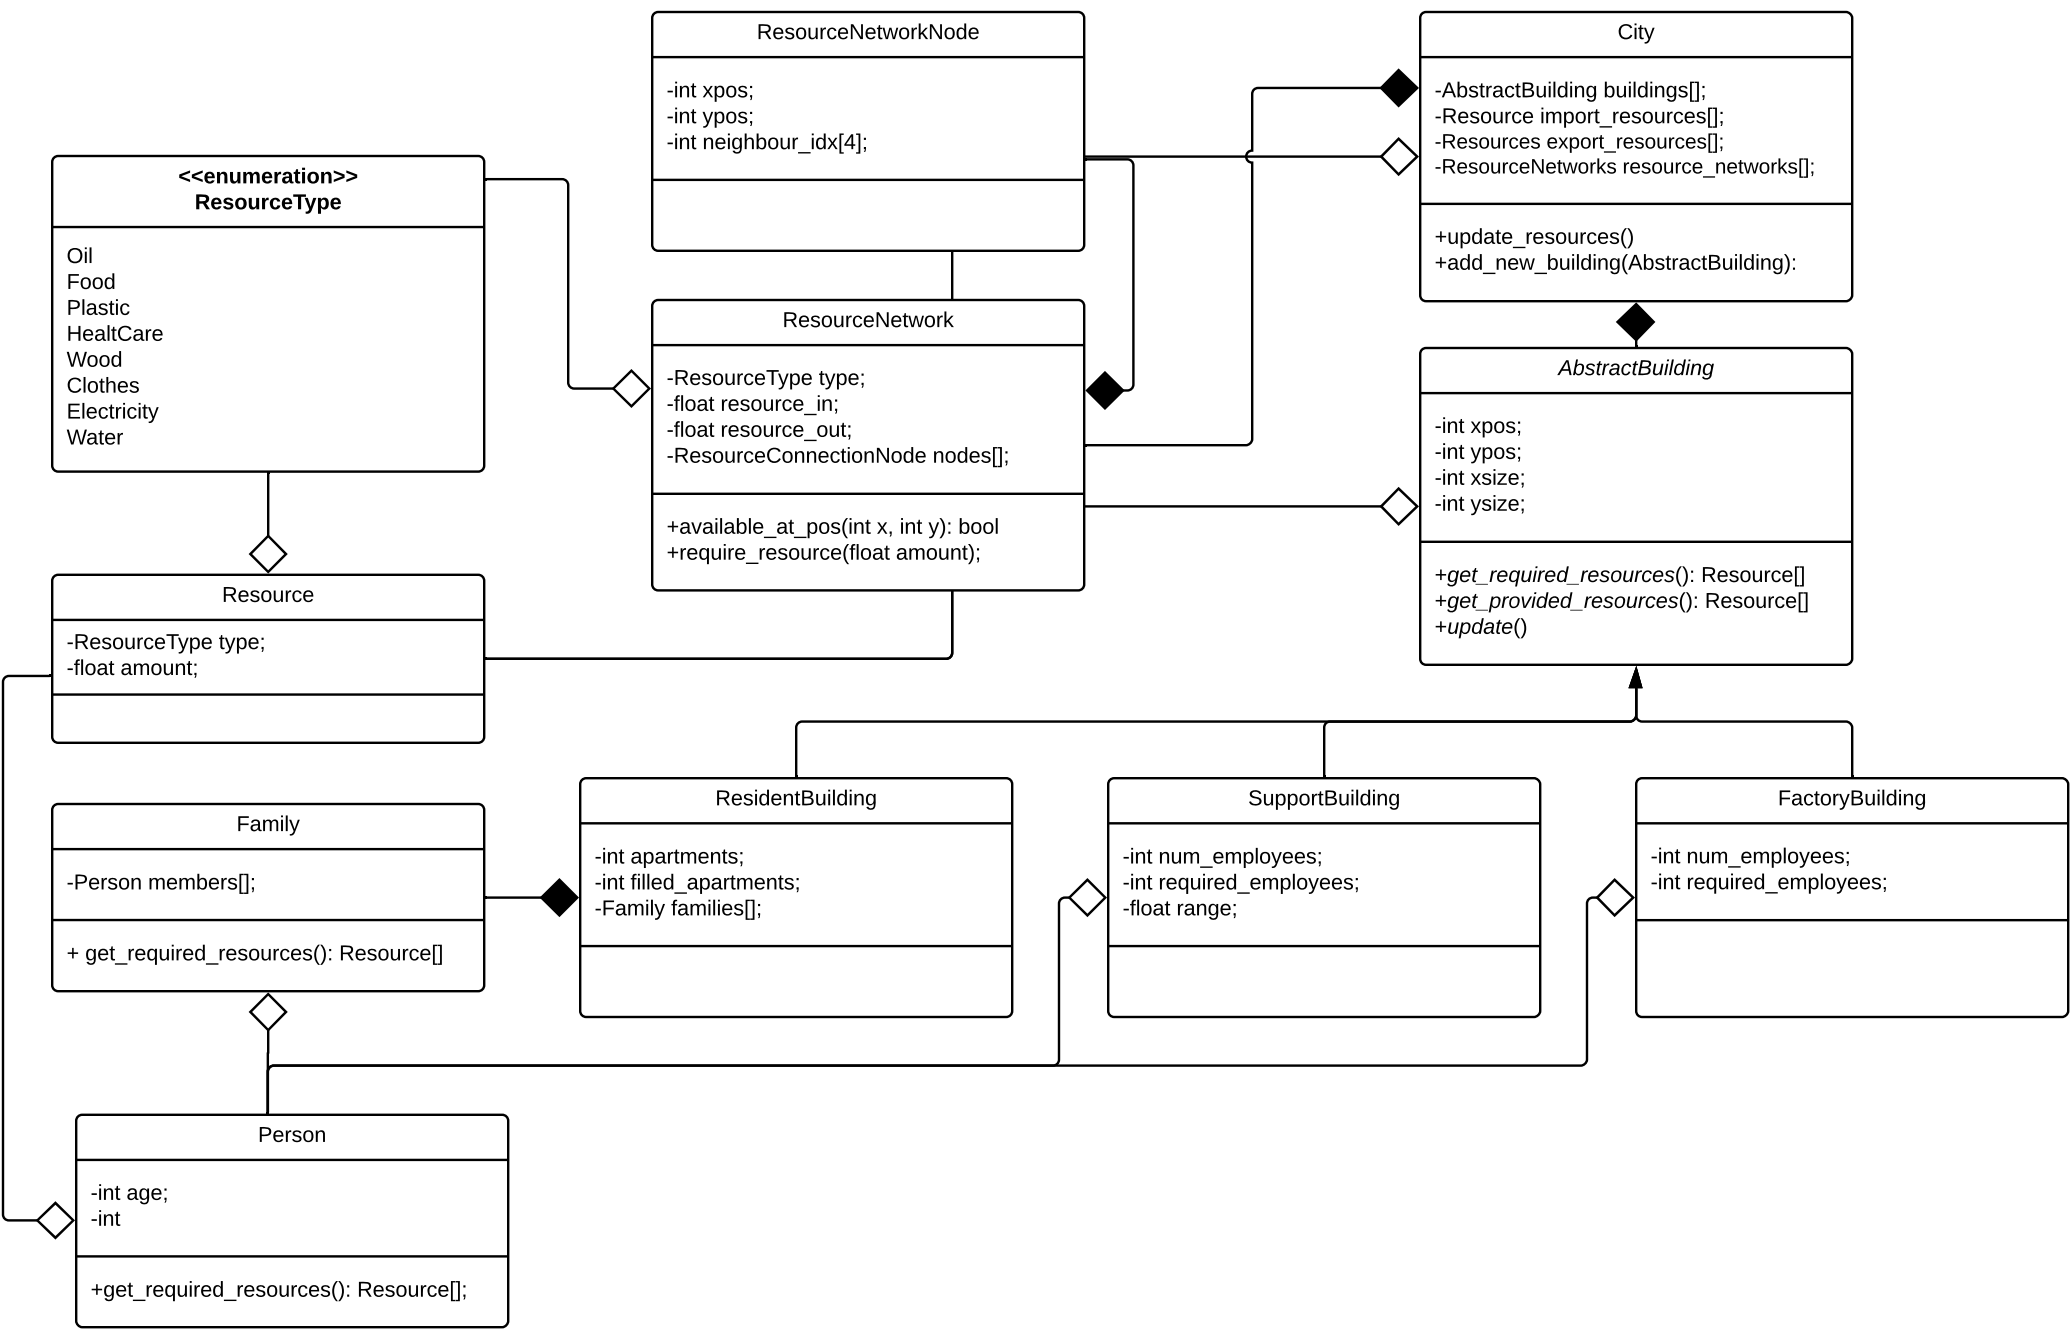 ResourceNetworkNode
-int xpos;
-int ypos;
-int neighbour_idx[4];
City
-AbstractBuilding buildings[];
-Resource import_resources[];
-Resources export_resources[];
-ResourceNetworks resource_networks[];
+update_resources()
+add_new_building(AbstractBuilding):
<<enumeration>>
ResourceType
Oil
Food
Plastic
HealtCare
Wood
Clothes
Electricity
Water
ResourceNetwork
-ResourceType type;
-float resource_in;
-float resource_out;
-ResourceConnectionNode nodes[];
+available_at_pos(int x, int y): bool
+require_resource(float amount);
AbstractBuilding
-int xpos;
-int ypos;
-int xsize;
-int ysize;
+get_required_resources(): Resource[]
+get_provided_resources(): Resource[]
+update()
Resource
-ResourceType type;
-float amount;
Family
-Person members[];
+ get_required_resources(): Resource[]
ResidentBuilding
-int apartments;
-int filled_apartments;
-Family families[];
SupportBuilding
-int num_employees;
-int required_employees;
-float range;
FactoryBuilding
-int num_employees;
-int required_employees;
Person
-int age;
-int
+get_required_resources(): Resource[];